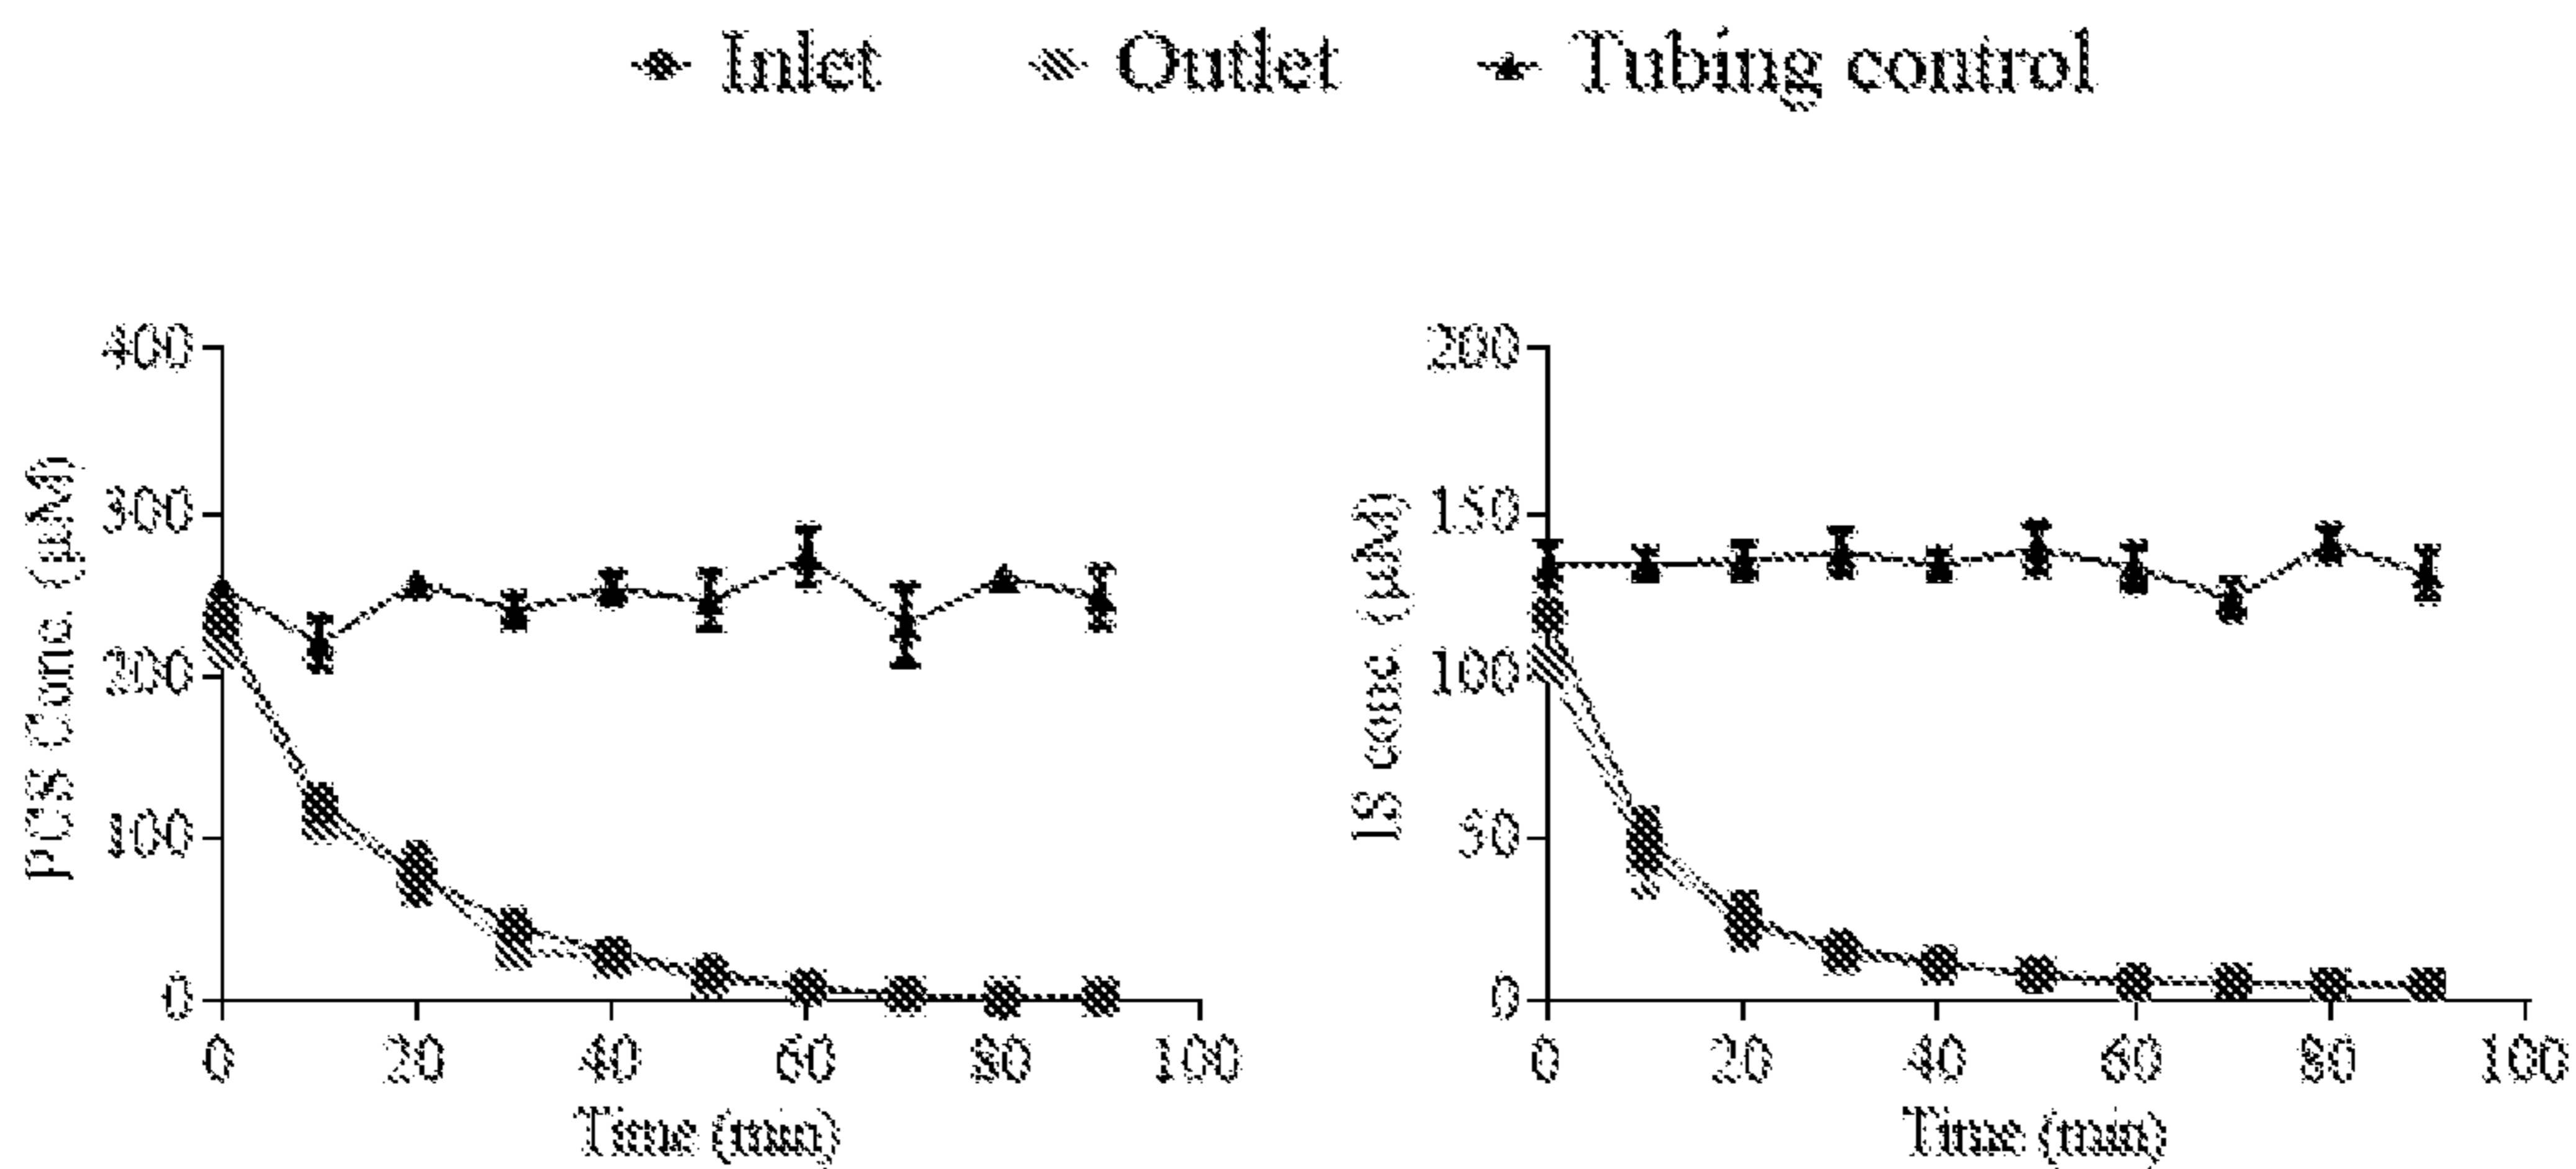 Inlet Outlet Tubing control
400
300
200
100
0
PCS Conc. (µM)
0 20 40 60 80 100
Time (min)
200
150
100
50
0
IS conc. (µM)
0 20 40 60 80 100
Time (min)